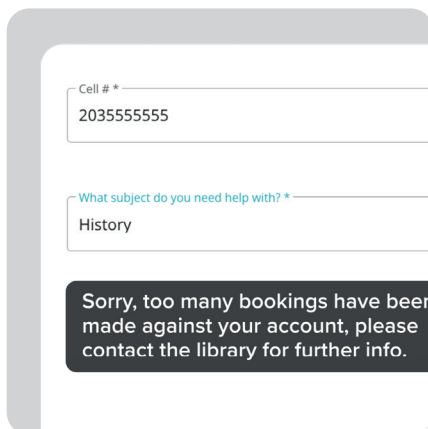 Cell # *
2035555555
What subject do you need help with? *
History
Sorry, too many bookings have been
made against your account, please
contact the library for further info.